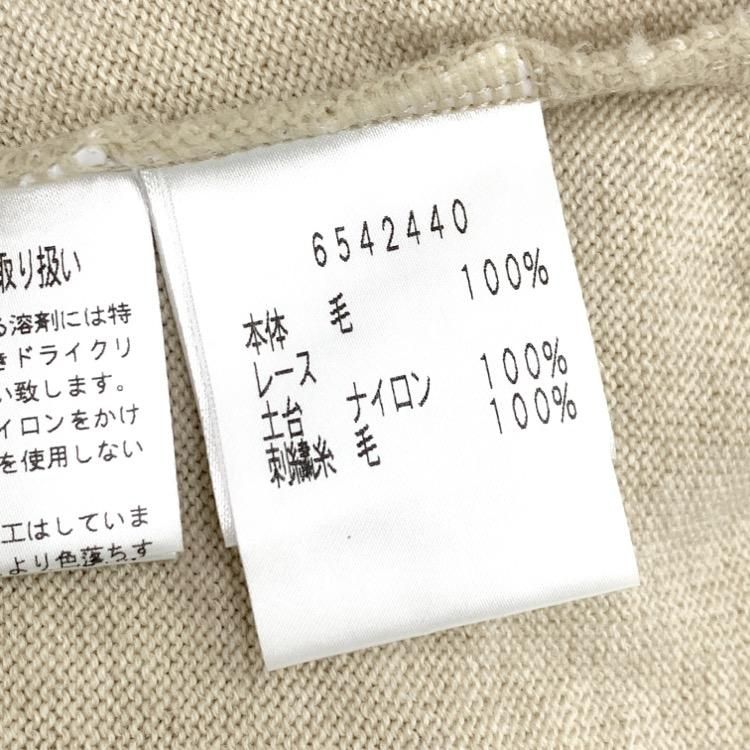 取り扱い
る溶剤には特
きドライクリ
い致します。
イロンをかけ
を使用しない
工はしていま
より色落ちす
6542440
本体 毛 100%
レース
土台 ナイロン 100%
刺繍糸 毛 100%